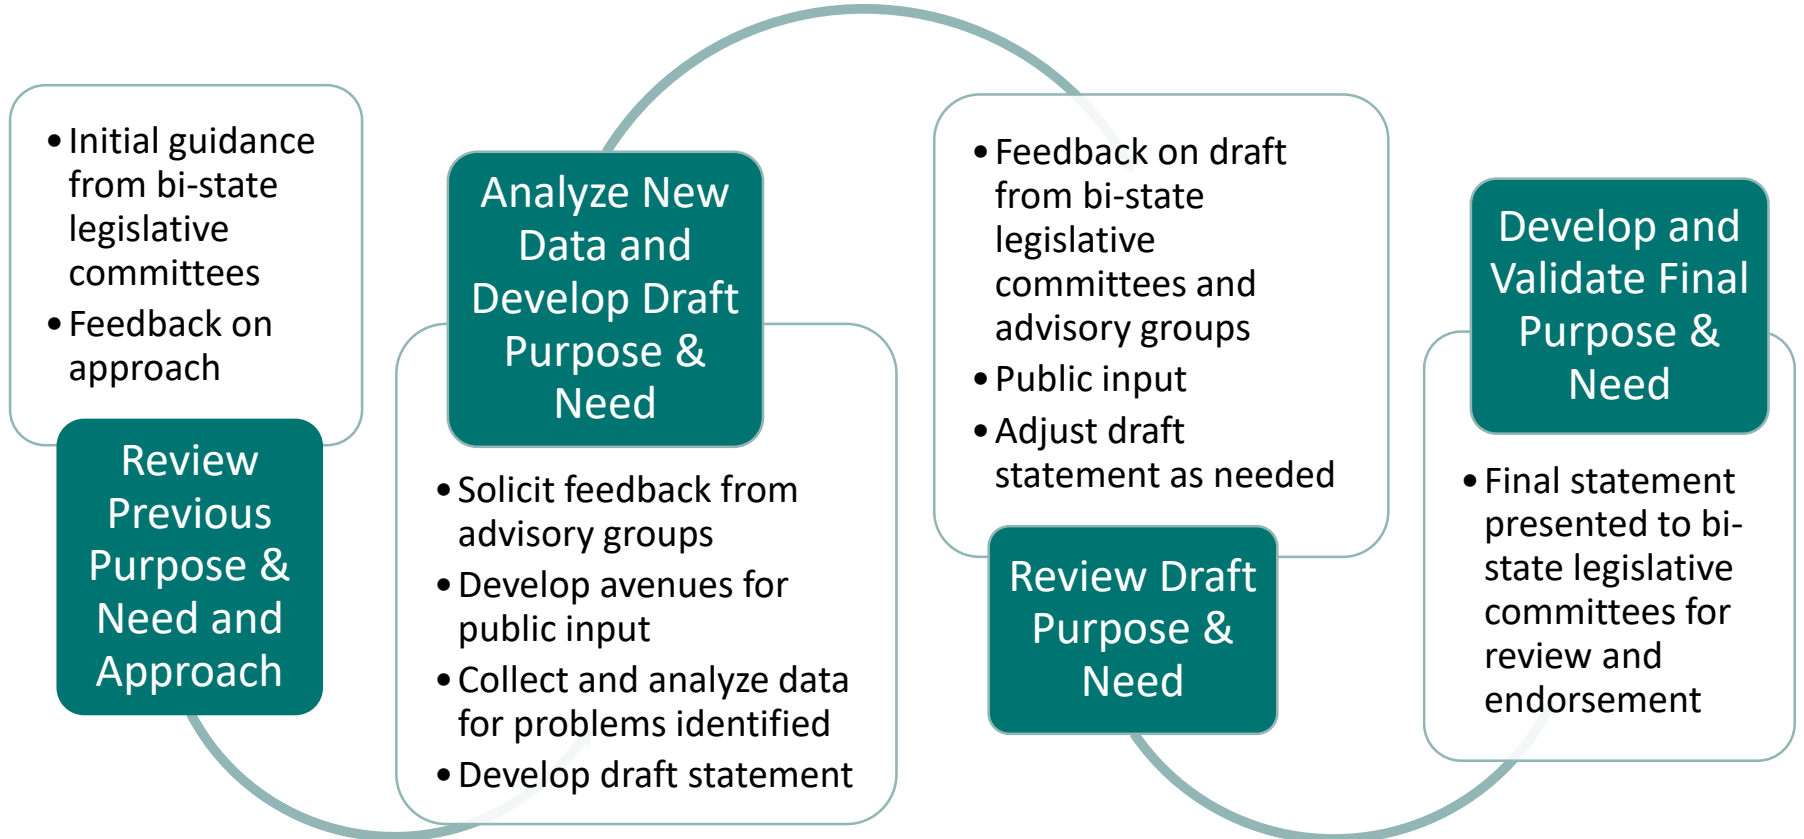 •Initial guidance
from bi-state
legislative
committees
•Feedback on
approach
Review
Previous
Purpose &
Need and
Approach
Analyze New
Data and
Develop Draft
Purpose &
Need
•Solicit feedback from
advisory groups
•Develop avenues for
public input
•Collect and analyze data
for problems identified
•Develop draft statement
•Feedback on draft
from bi-state
legislative
committees and
advisory groups
•Public input
•Adjust draft
statement as needed
Review Draft
Purpose &
Need
Develop and
Validate Final
Purpose &
Need
•Final statement
presented to bi-
state legislative
committees for
review and
endorsement